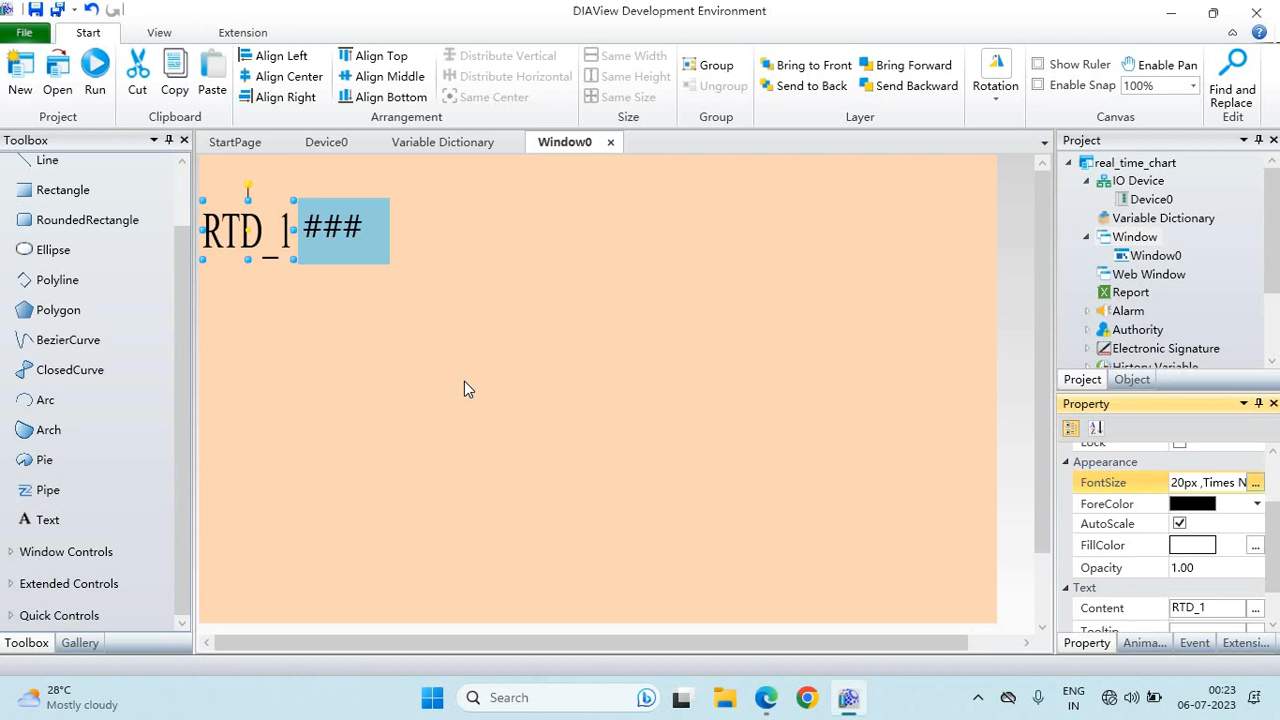 DIAView Development Environment
File Start View Extension
New Open Run Cut Copy Paste
Align Left Align Top Distribute Vertical Same Width Group Bring to Front Bring Forward Show Ruler Enable Pan
Align Center Align Middle Distribute Horizontal Same Height Ungroup Send to Back Send Backward Rotation Enable Snap 100% Find and Replace
Align Right Align Bottom Same Center Same Size
Project Clipboard Arrangement Size Group Layer Canvas Edit
Toolbox
Line
Rectangle
RoundedRectangle
Ellipse
Polyline
Polygon
BezierCurve
ClosedCurve
Arc
Arch
Pie
Pipe
A Text
Window Controls
Extended Controls
Quick Controls
Toolbox Gallery
StartPage Device0 Variable Dictionary Window0
RTD_1 ###
Project
real_time_chart
IO Device
Device0
Variable Dictionary
Window
Window0
Web Window
Report
Alarm
Authority
Electronic Signature
History Variable
Project Object
Property
Lock
Appearance
FontSize 20px ,Times N ...
ForeColor
AutoScale
FillColor ...
Opacity 1.00
Text
Content RTD_1 ...
Tooltip
Property Anima... Event Extensi...
28°C
Mostly cloudy
Search
ENG
IN
00:23
06-07-2023